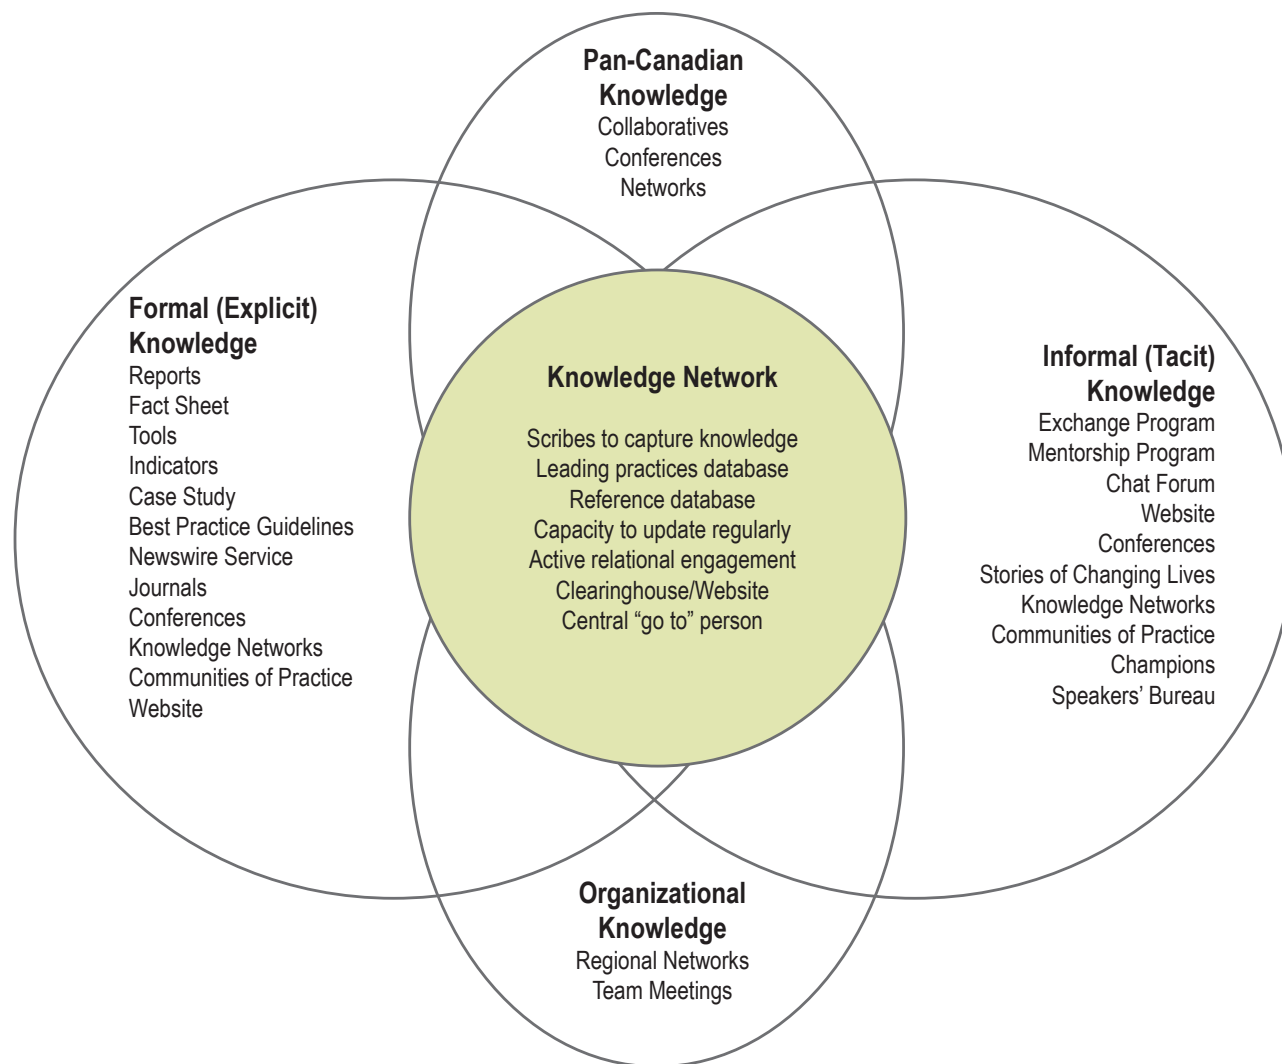 Pan-Canadian
Knowledge
Collaboratives
Conferences
Networks
Formal (Explicit)
Knowledge
Reports
Fact Sheet
Tools
Indicators
Case Study
Best Practice Guidelines
Newswire Service
Journals
Conferences
Knowledge Networks
Communities of Practice
Website
Knowledge Network
Scribes to capture knowledge
Leading practices database
Reference database
Capacity to update regularly
Active relational engagement
Clearinghouse/Website
Central “go to” person
Informal (Tacit)
Knowledge
Exchange Program
Mentorship Program
Chat Forum
Website
Conferences
Stories of Changing Lives
Knowledge Networks
Communities of Practice
Champions
Speakers’ Bureau
Organizational
Knowledge
Regional Networks
Team Meetings